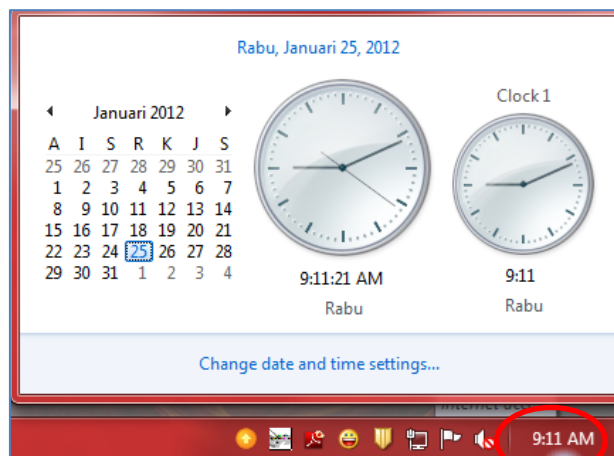 Rabu, Januari 25, 2012
Januari 2012
A I S R K J S
25 26 27 28 29 30 31
1 2 3 4 5 6 7
8 9 10 11 12 13 14
15 16 17 18 19 20 21
22 23 24 25 26 27 28
29 30 31 1 2 3 4
9:11:21 AM
Rabu
Clock 1
9:11
Rabu
Change date and time settings...
9:11 AM